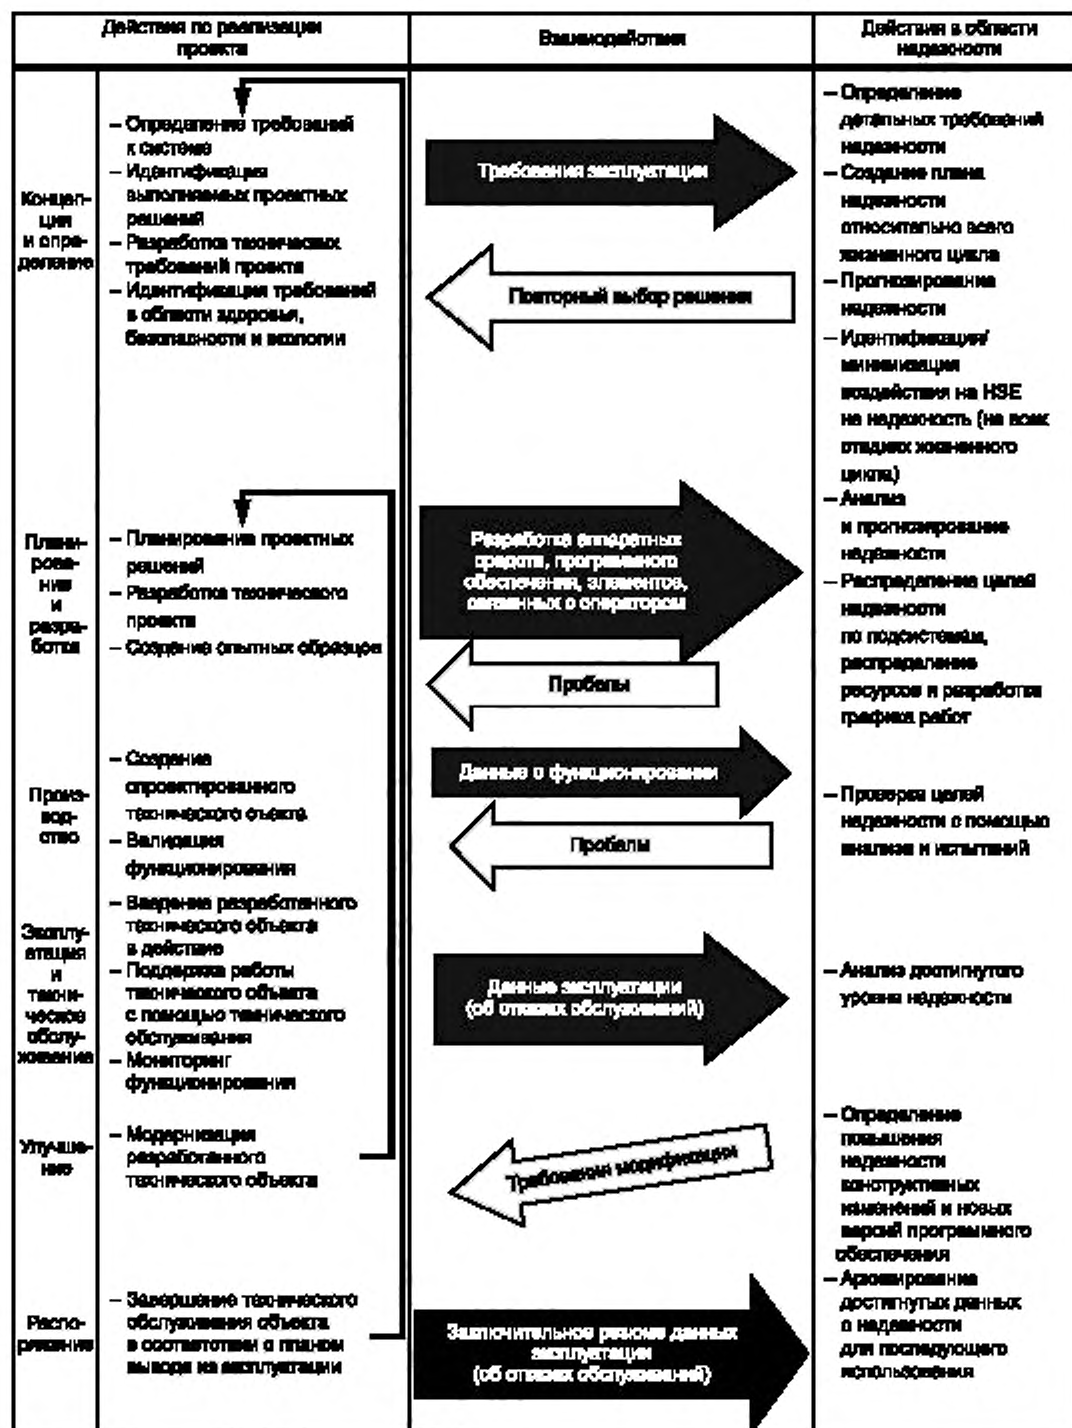 Действия по реализации
проекта
Взаимодействия
Действия в области
надежности
Концеп-
ция
и опре-
деление
– Определение требований
к системе
– Идентификация
выполняемых проектных
решений
– Разработка технических
требований проекта
– Идентификация требований
в области здоровья,
безопасности и экологии
Требования эксплуатации
Повторный выбор решения
– Определение
детальных требований
надежности
– Создание плана
надежности
относительно всего
жизненного цикла
– Прогнозирование
надежности
– Идентификация/
минимизация
воздействия на HSE
на надежность (на всех
стадиях жизненного
цикла)
Плани-
рова-
ние
и
разра-
ботка
– Планирование проектных
решений
– Разработка технического
проекта
– Создание опытных образцов
Разработка аппаратных
средств, программного
обеспечения, элементов,
связанных с оператором
Пробелы
– Анализ
и прогнозирование
надежности
– Распределение целей
надежности
по подсистемам,
распределение
ресурсов и разработка
графика работ
Произ-
вод-
ство
– Создание
спроектированного
технического объекта
– Валидация
функционирования
Данные о функционировании
Пробелы
– Проверка целей
надежности с помощью
анализа и испытаний
Эксплу-
атация
и
техни-
ческое
обслу-
живание
– Введение разработанного
технического объекта
в действие
– Поддержка работы
технического объекта
с помощью технического
обслуживания
– Мониторинг
функционирования
Данные эксплуатации
(об отказах обслуживаний)
– Анализ достигнутого
уровня надежности
Улучше-
ние
– Модернизация
разработанного
технического объекта
Требования модификации
– Определение
повышения
надежности
конструктивных
изменений и новых
версий программного
обеспечения
Распо-
ряжение
– Завершение технического
обслуживания объекта
в соответствии с планом
вывода из эксплуатации
Заключительное резюме данных
эксплуатации
(об отказах обслуживаний)
– Архивирование
достигнутых данных
о надежности
для последующего
использования